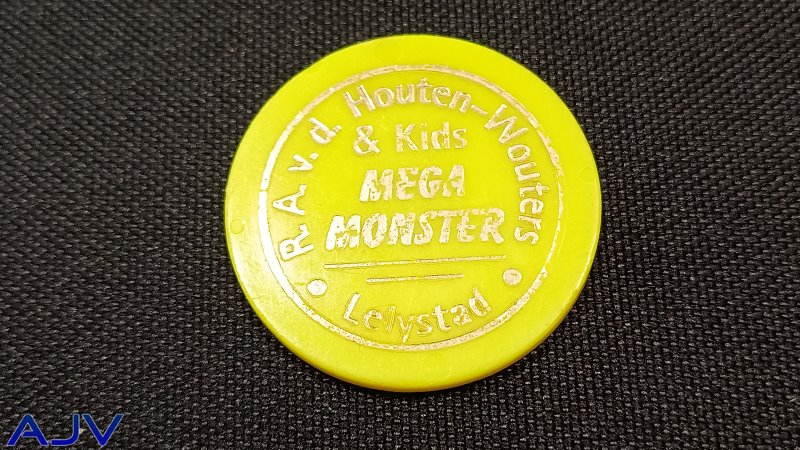 R.A. v.d. Houten-Wouters
& Kids
MEGA
MONSTER
Lelystad
AJV